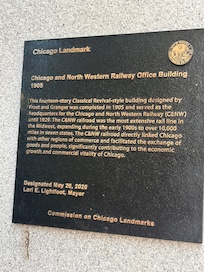 Chicago Landmark
Chicago and North Western Railway Office Building
1905
This fourteen-story Classical Revival-style building designed by
Frost and Granger was completed in 1905 and served as the
headquarters for the Chicago and North Western Railway (C&NW)
until 1929. The C&NW railroad was the most extensive rail line in
the Midwest, expanding during the early 1900s to over 10,000
miles in seven states. The C&NW railroad directly linked Chicago
with other regions of commerce and facilitated the exchange of
goods and people, significantly contributing to the economic
growth and commercial vitality of Chicago.
Designated May 20, 2020
Lori E. Lightfoot, Mayor
Commission on Chicago Landmarks